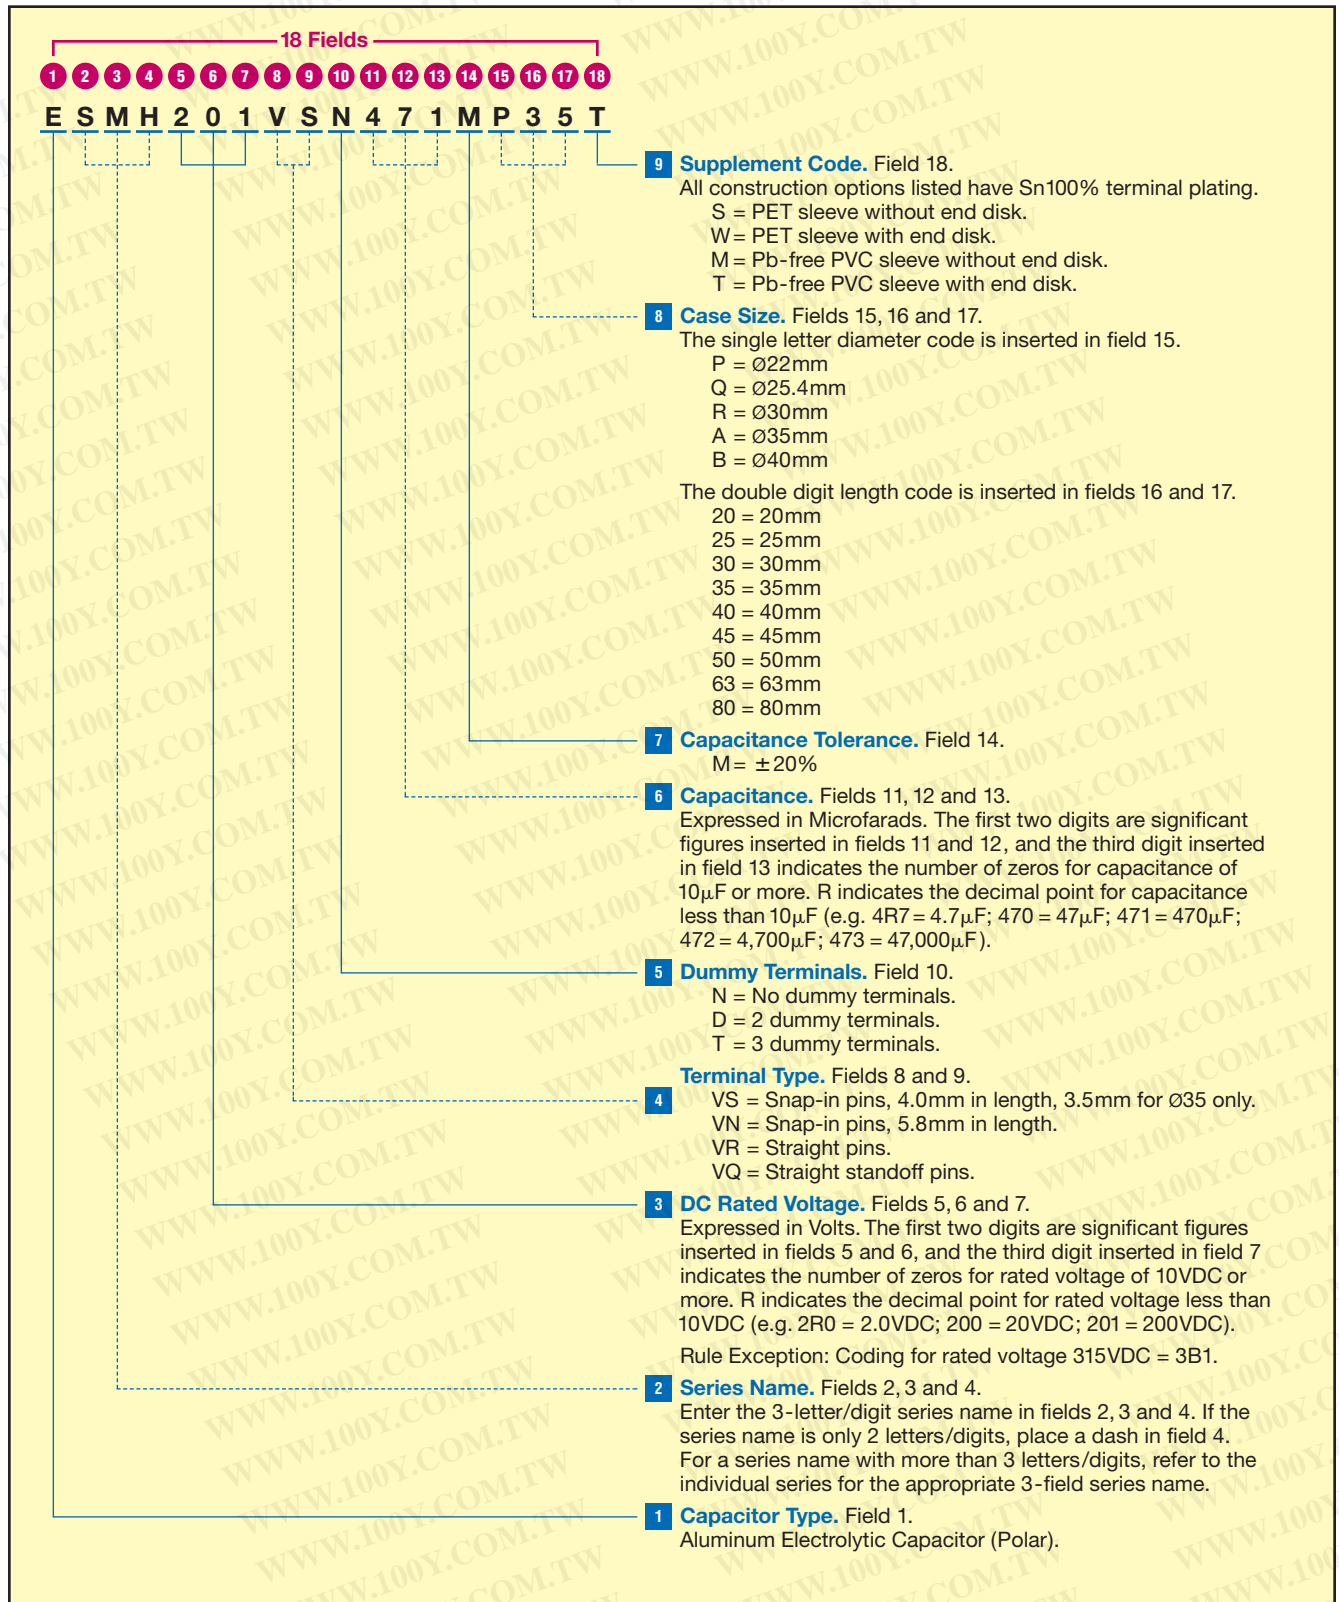 18 Fields
1 2 3 4 5 6 7 8 9 10 11 12 13 14 15 16 17 18
E S M H 2 0 1 V S N 4 7 1 M P 3 5 T
9 Supplement Code. Field 18.
All construction options listed have Sn100% terminal plating.
S = PET sleeve without end disk.
W = PET sleeve with end disk.
M = Pb-free PVC sleeve without end disk.
T = Pb-free PVC sleeve with end disk.
8 Case Size. Fields 15, 16 and 17.
The single letter diameter code is inserted in field 15.
P = Ø22mm
Q = Ø25.4mm
R = Ø30mm
A = Ø35mm
B = Ø40mm
The double digit length code is inserted in fields 16 and 17.
20 = 20mm
25 = 25mm
30 = 30mm
35 = 35mm
40 = 40mm
45 = 45mm
50 = 50mm
63 = 63mm
80 = 80mm
7 Capacitance Tolerance. Field 14.
M = ±20%
6 Capacitance. Fields 11, 12 and 13.
Expressed in Microfarads. The first two digits are significant
figures inserted in fields 11 and 12, and the third digit inserted
in field 13 indicates the number of zeros for capacitance of
10µF or more. R indicates the decimal point for capacitance
less than 10µF (e.g. 4R7 = 4.7µF; 470 = 47µF; 471 = 470µF;
472 = 4,700µF; 473 = 47,000µF).
5 Dummy Terminals. Field 10.
N = No dummy terminals.
D = 2 dummy terminals.
T = 3 dummy terminals.
Terminal Type. Fields 8 and 9.
4 VS = Snap-in pins, 4.0mm in length, 3.5mm for Ø35 only.
VN = Snap-in pins, 5.8mm in length.
VR = Straight pins.
VQ = Straight standoff pins.
3 DC Rated Voltage. Fields 5, 6 and 7.
Expressed in Volts. The first two digits are significant figures
inserted in fields 5 and 6, and the third digit inserted in field 7
indicates the number of zeros for rated voltage of 10VDC or
more. R indicates the decimal point for rated voltage less than
10VDC (e.g. 2R0 = 2.0VDC; 200 = 20VDC; 201 = 200VDC).
Rule Exception: Coding for rated voltage 315VDC = 3B1.
2 Series Name. Fields 2, 3 and 4.
Enter the 3-letter/digit series name in fields 2, 3 and 4. If the
series name is only 2 letters/digits, place a dash in field 4.
For a series name with more than 3 letters/digits, refer to the
individual series for the appropriate 3-field series name.
1 Capacitor Type. Field 1.
Aluminum Electrolytic Capacitor (Polar).
WWW.100Y.COM.TW